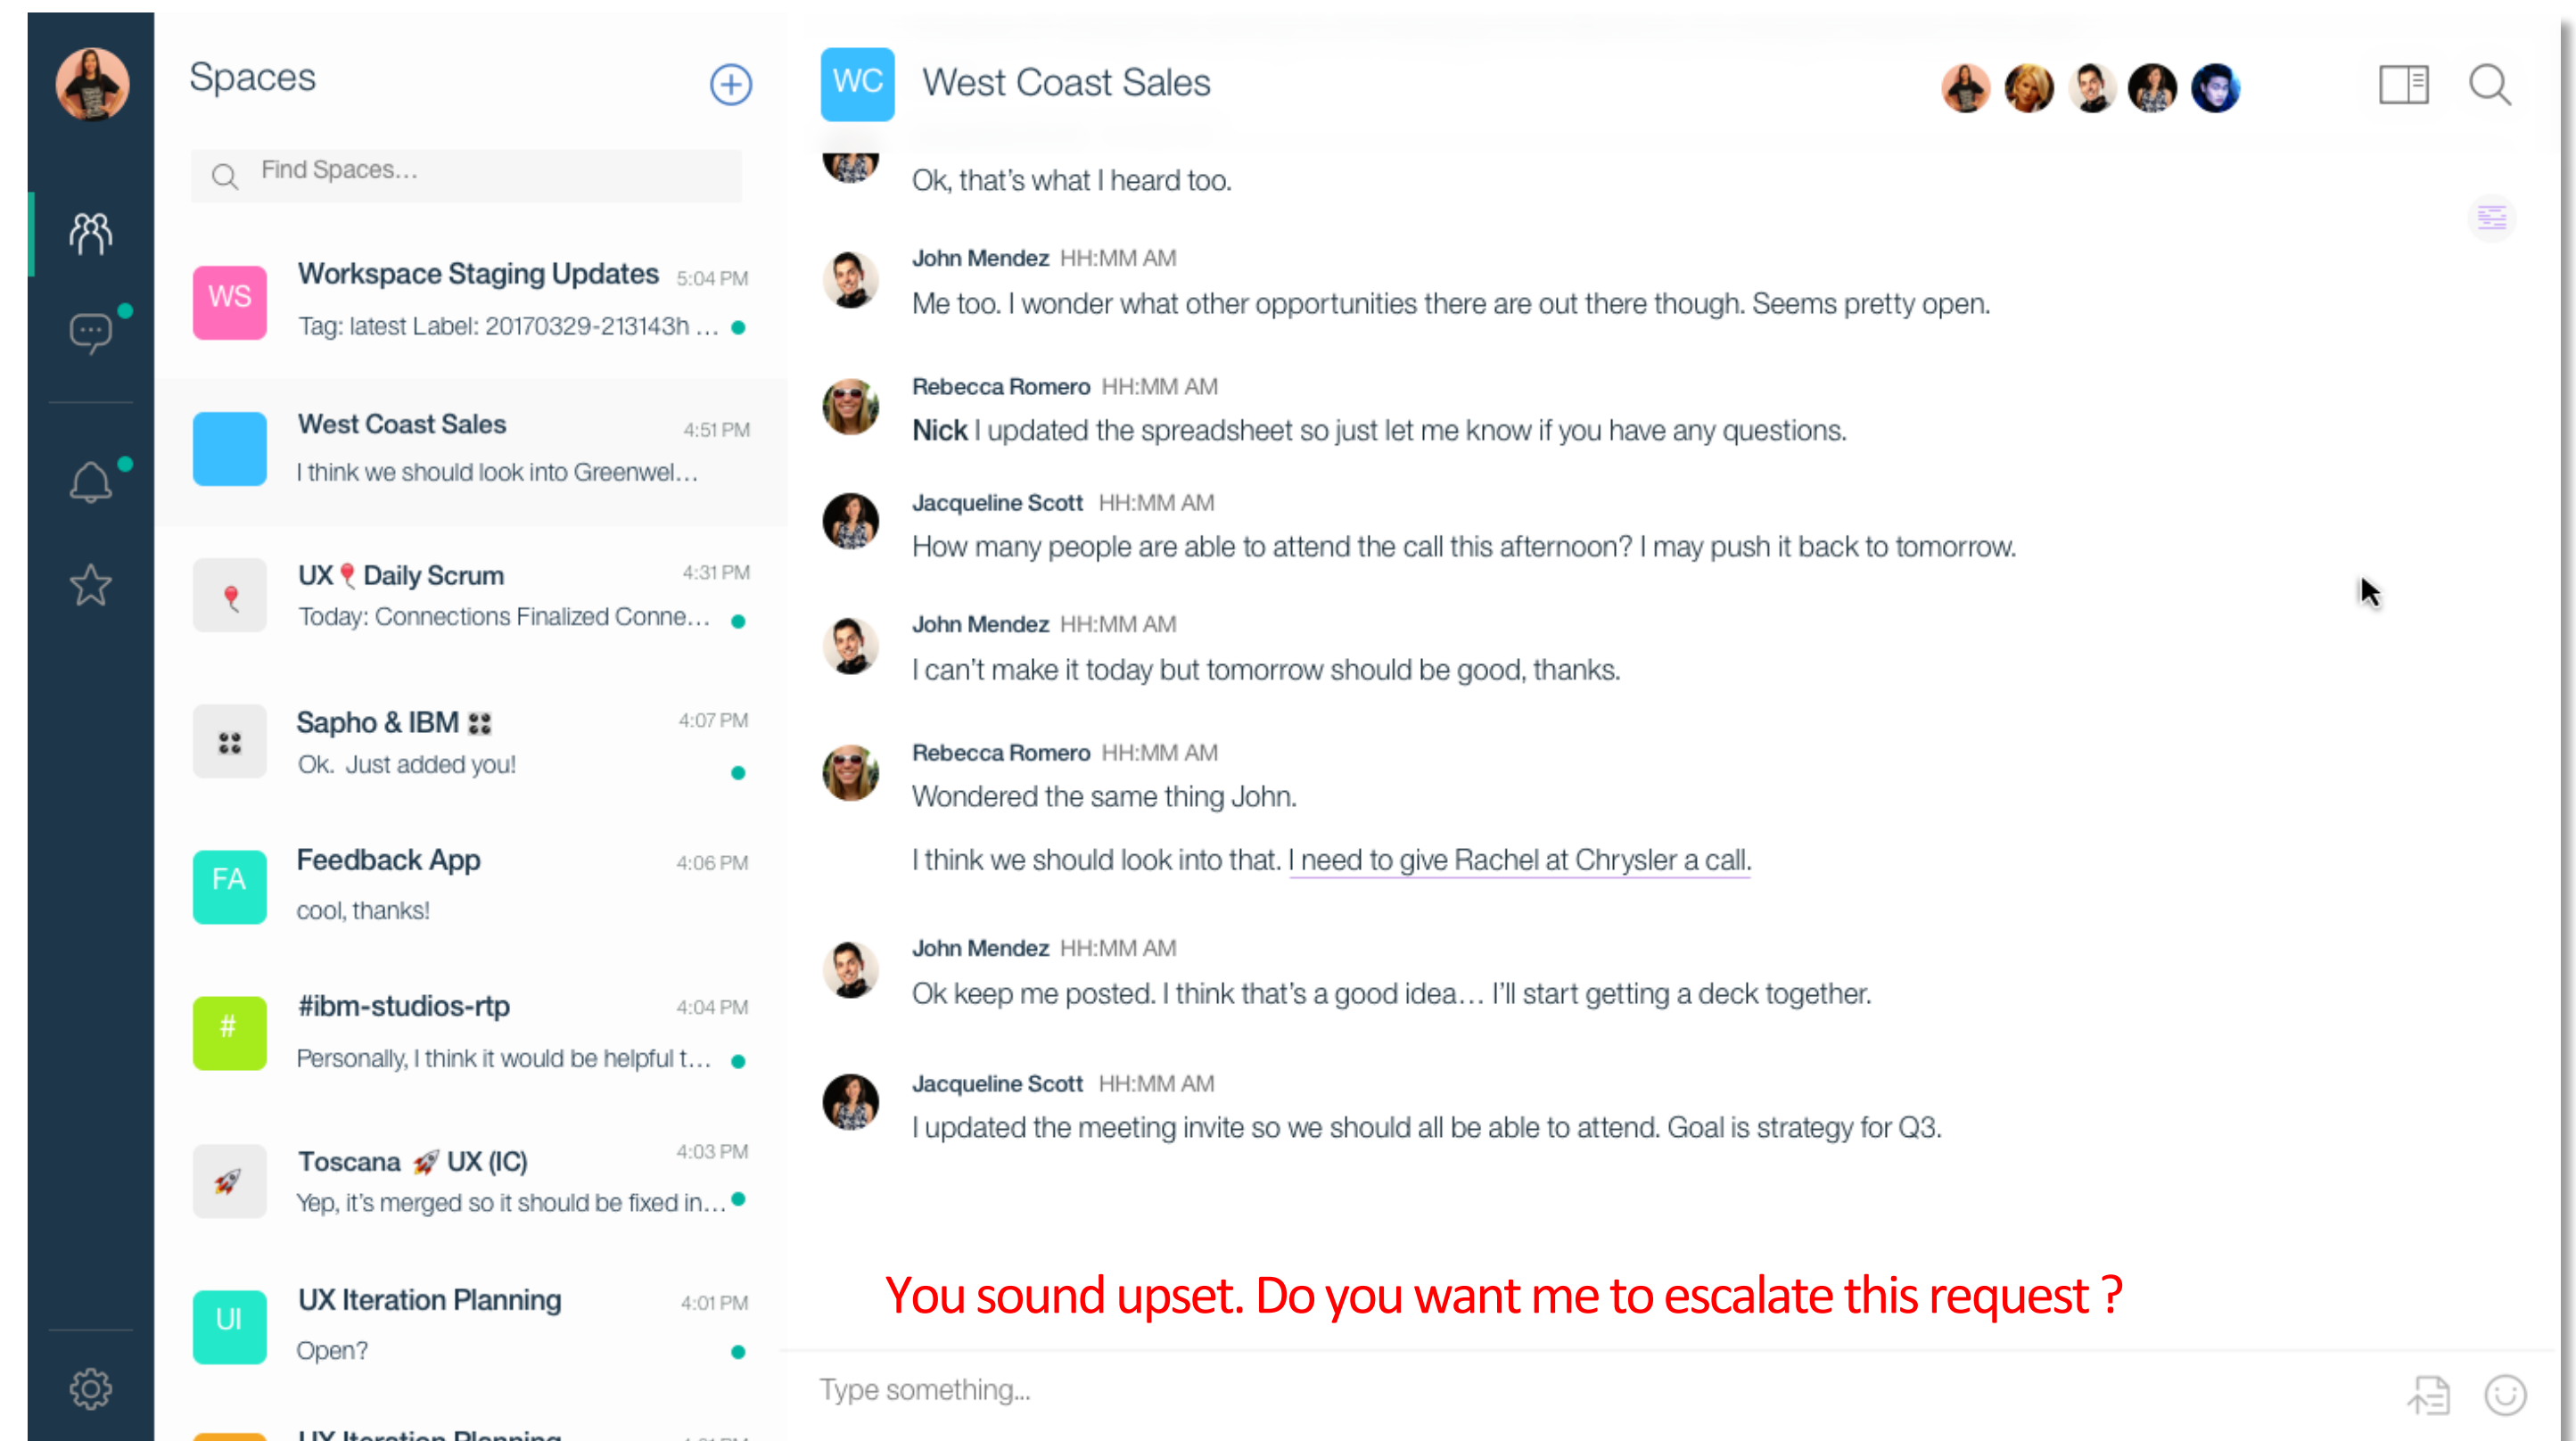 Spaces
Find Spaces...
WS
Workspace Staging Updates 5:04 PM
Tag: latest Label: 20170329-213143h ...
West Coast Sales 4:51 PM
I think we should look into Greenwel...
UX 🎈 Daily Scrum 4:31 PM
Today: Connections Finalized Conne...
Sapho & IBM 🎛 4:07 PM
Ok. Just added you!
FA
Feedback App 4:06 PM
cool, thanks!
#
#ibm-studios-rtp 4:04 PM
Personally, I think it would be helpful t...
Toscana 🚀 UX (IC) 4:03 PM
Yep, it's merged so it should be fixed in...
UI
UX Iteration Planning 4:01 PM
Open?
UX Iteration Planning
WC
West Coast Sales
Ok, that's what I heard too.
John Mendez HH:MM AM
Me too. I wonder what other opportunities there are out there though. Seems pretty open.
Rebecca Romero HH:MM AM
Nick I updated the spreadsheet so just let me know if you have any questions.
Jacqueline Scott HH:MM AM
How many people are able to attend the call this afternoon? I may push it back to tomorrow.
John Mendez HH:MM AM
I can't make it today but tomorrow should be good, thanks.
Rebecca Romero HH:MM AM
Wondered the same thing John.
I think we should look into that. I need to give Rachel at Chrysler a call.
John Mendez HH:MM AM
Ok keep me posted. I think that's a good idea... I'll start getting a deck together.
Jacqueline Scott HH:MM AM
I updated the meeting invite so we should all be able to attend. Goal is strategy for Q3.
You sound upset. Do you want me to escalate this request ?
Type something...